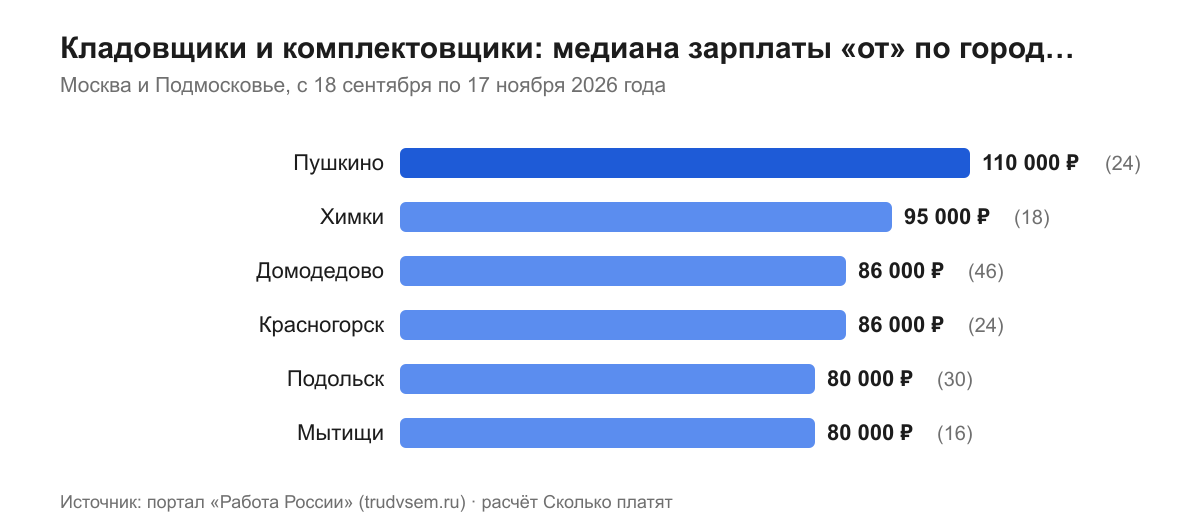 Кладовщики и комплектовщики: медиана зарплаты «от» по город…
Москва и Подмосковье, с 18 сентября по 17 ноября 2026 года
Пушкино 110 000 ₽ (24)
Химки 95 000 ₽ (18)
Домодедово 86 000 ₽ (46)
Красногорск 86 000 ₽ (24)
Подольск 80 000 ₽ (30)
Мытищи 80 000 ₽ (16)
Источник: портал «Работа России» (trudvsem.ru) · расчёт Сколько платят